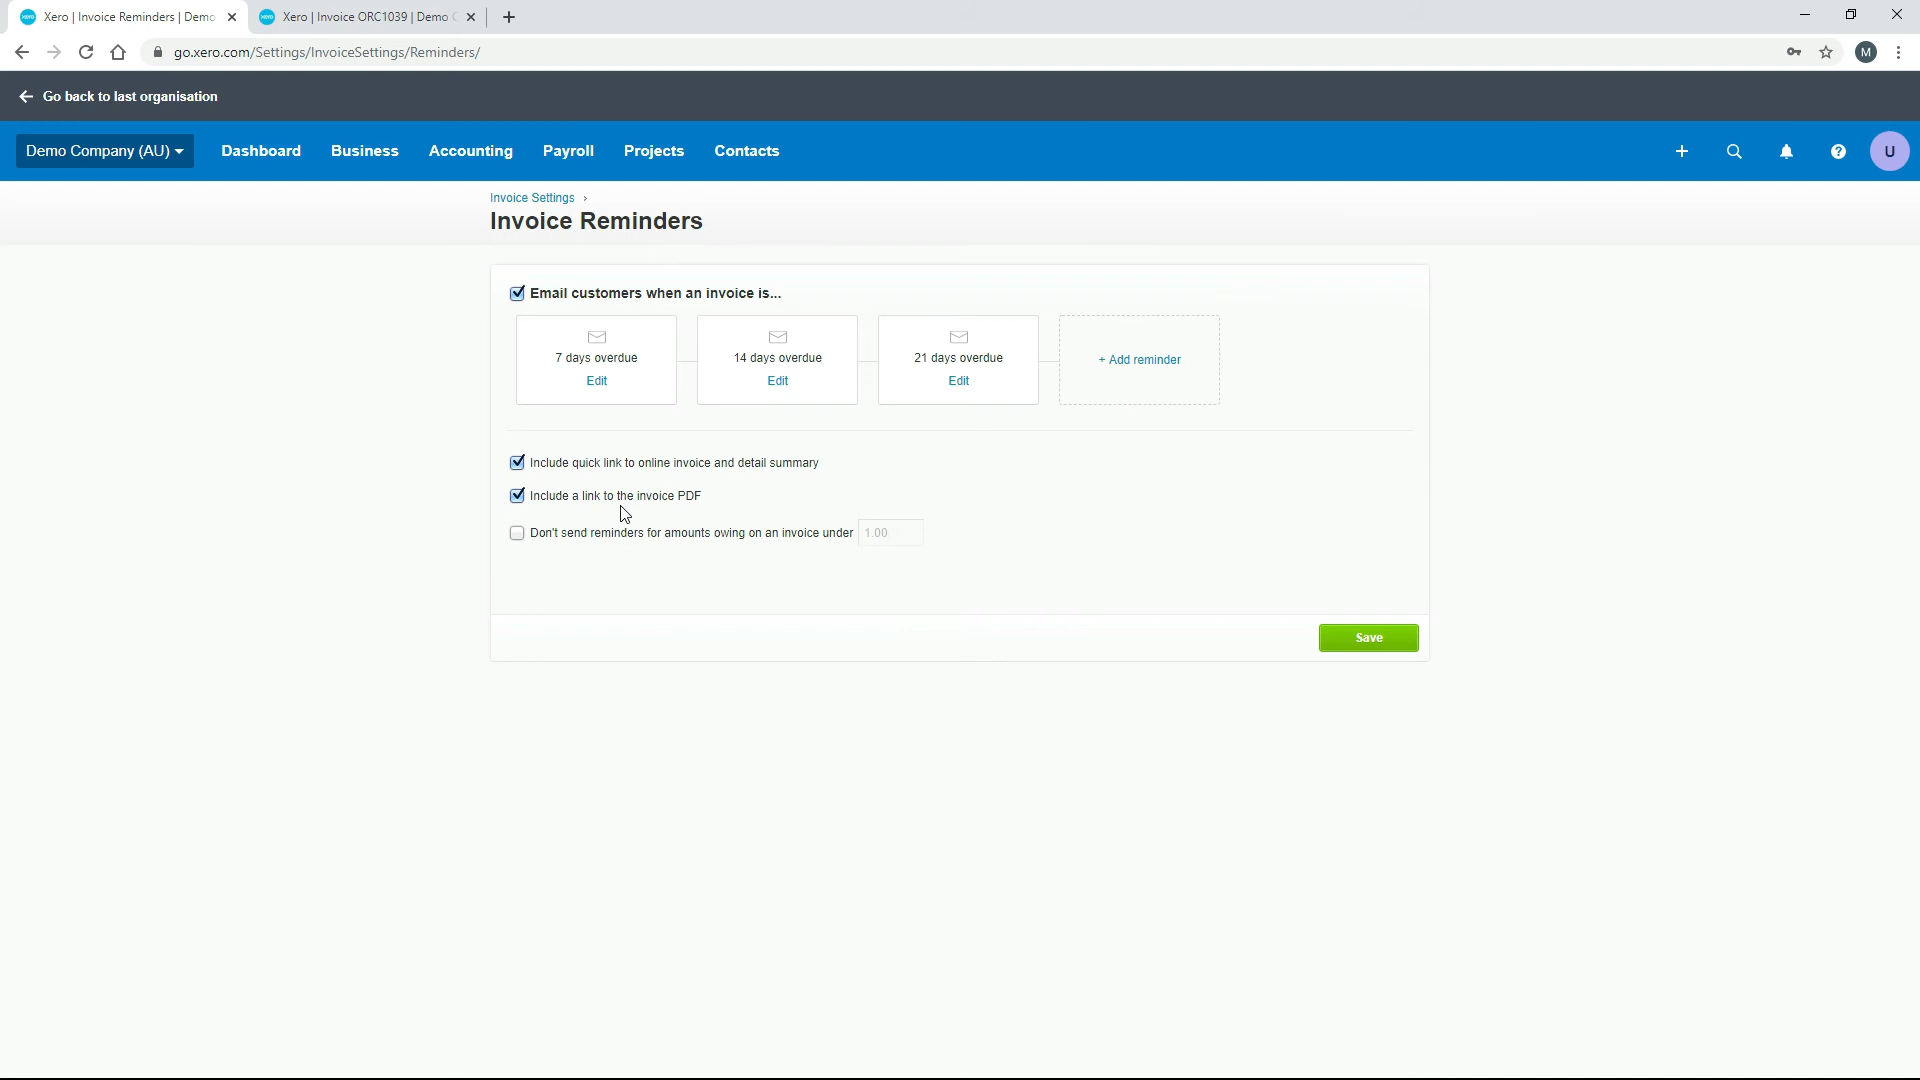 xero Xero | Invoice Reminders | Demo
xero Xero | Invoice ORC1039 | Demo
go.xero.com/Settings/InvoiceSettings/Reminders/
M
Go back to last organisation
Demo Company (AU)
Dashboard
Business
Accounting
Payroll
Projects
Contacts
U
Invoice Settings ›
Invoice Reminders
Email customers when an invoice is...
7 days overdue
Edit
14 days overdue
Edit
21 days overdue
Edit
+ Add reminder
Include quick link to online invoice and detail summary
Include a link to the invoice PDF
Don't send reminders for amounts owing on an invoice under 1.00
Save